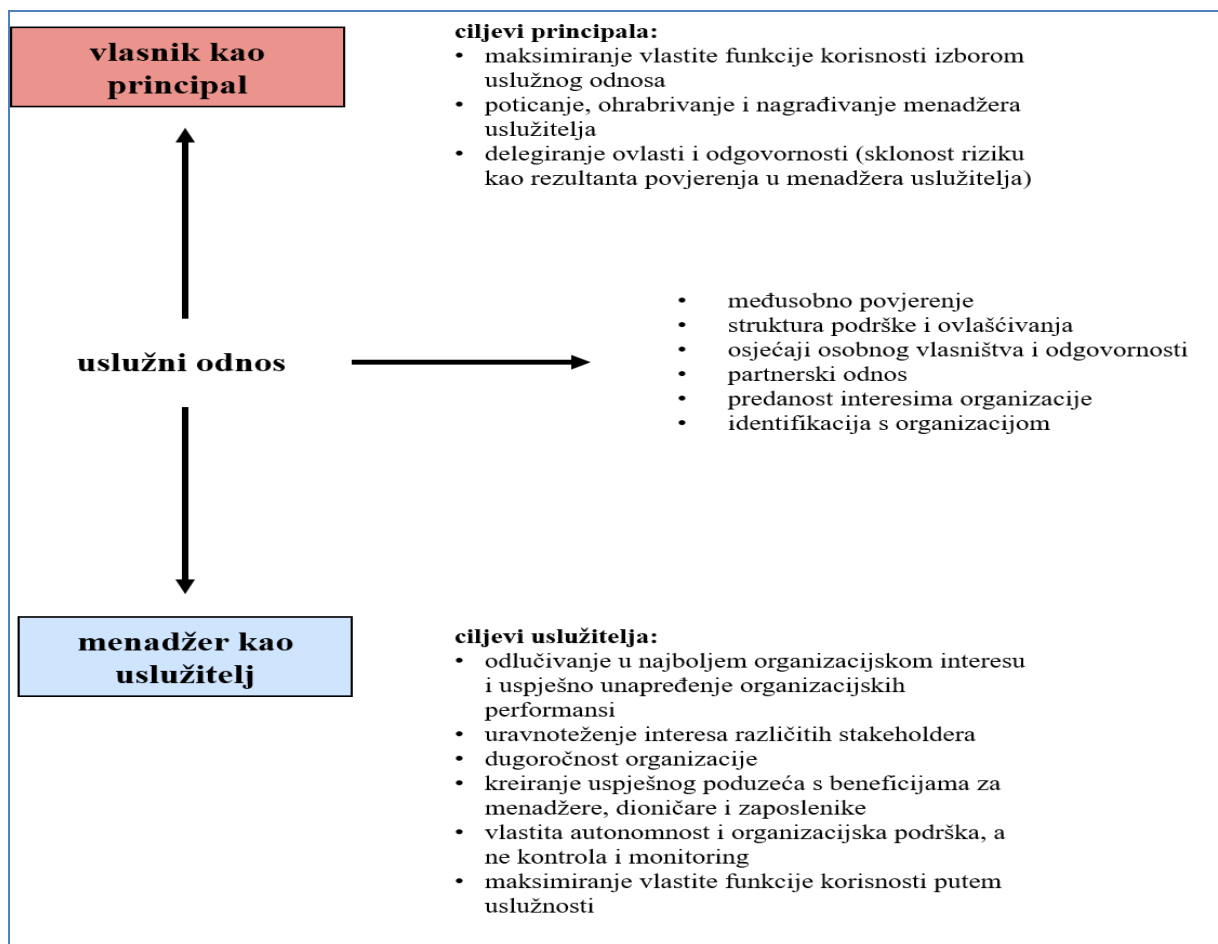 vlasnik kao
principal
ciljevi principala:
• maksimiranje vlastite funkcije korisnosti izborom
uslužnog odnosa
• poticanje, ohrabrivanje i nagrađivanje menadžera
uslužitelja
• delegiranje ovlasti i odgovornosti (sklonost riziku
kao rezultanta povjerenja u menadžera uslužitelja)
uslužni odnos
• međusobno povjerenje
• struktura podrške i ovlašćivanja
• osjećaji osobnog vlasništva i odgovornosti
• partnerski odnos
• predanost interesima organizacije
• identifikacija s organizacijom
menadžer kao
uslužitelj
ciljevi uslužitelja:
• odlučivanje u najboljem organizacijskom interesu
i uspješno unapređenje organizacijskih
performansi
• uravnoteženje interesa različitih stakeholdera
• dugoročnost organizacije
• kreiranje uspješnog poduzeća s beneficijama za
menadžere, dioničare i zaposlenike
• vlastita autonomnost i organizacijska podrška, a
ne kontrola i monitoring
• maksimiranje vlastite funkcije korisnosti putem
uslužnosti